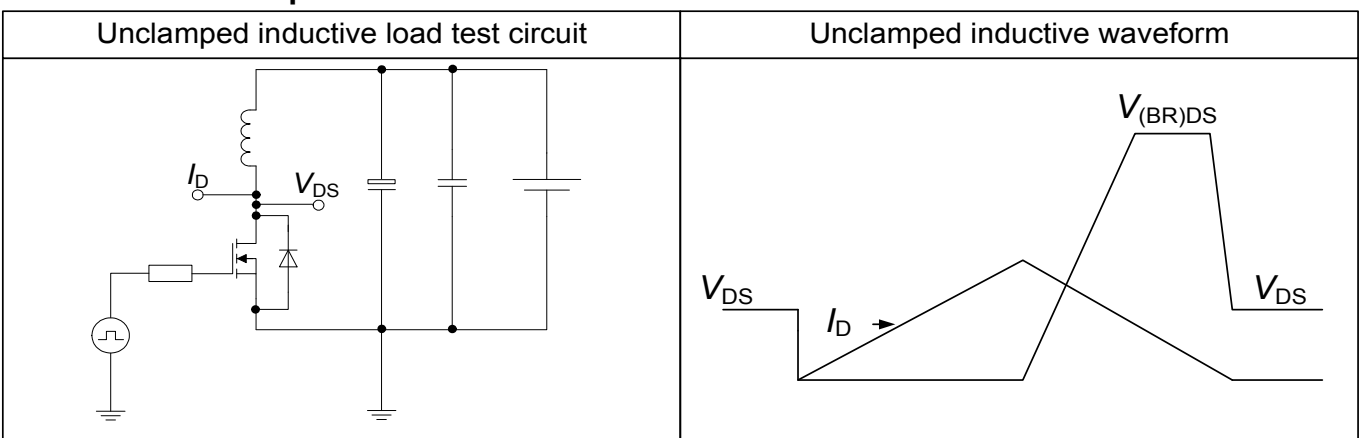 Unclamped inductive load test circuit
Unclamped inductive waveform
V(BR)DS
ID
VDS
VDS
ID
VDS